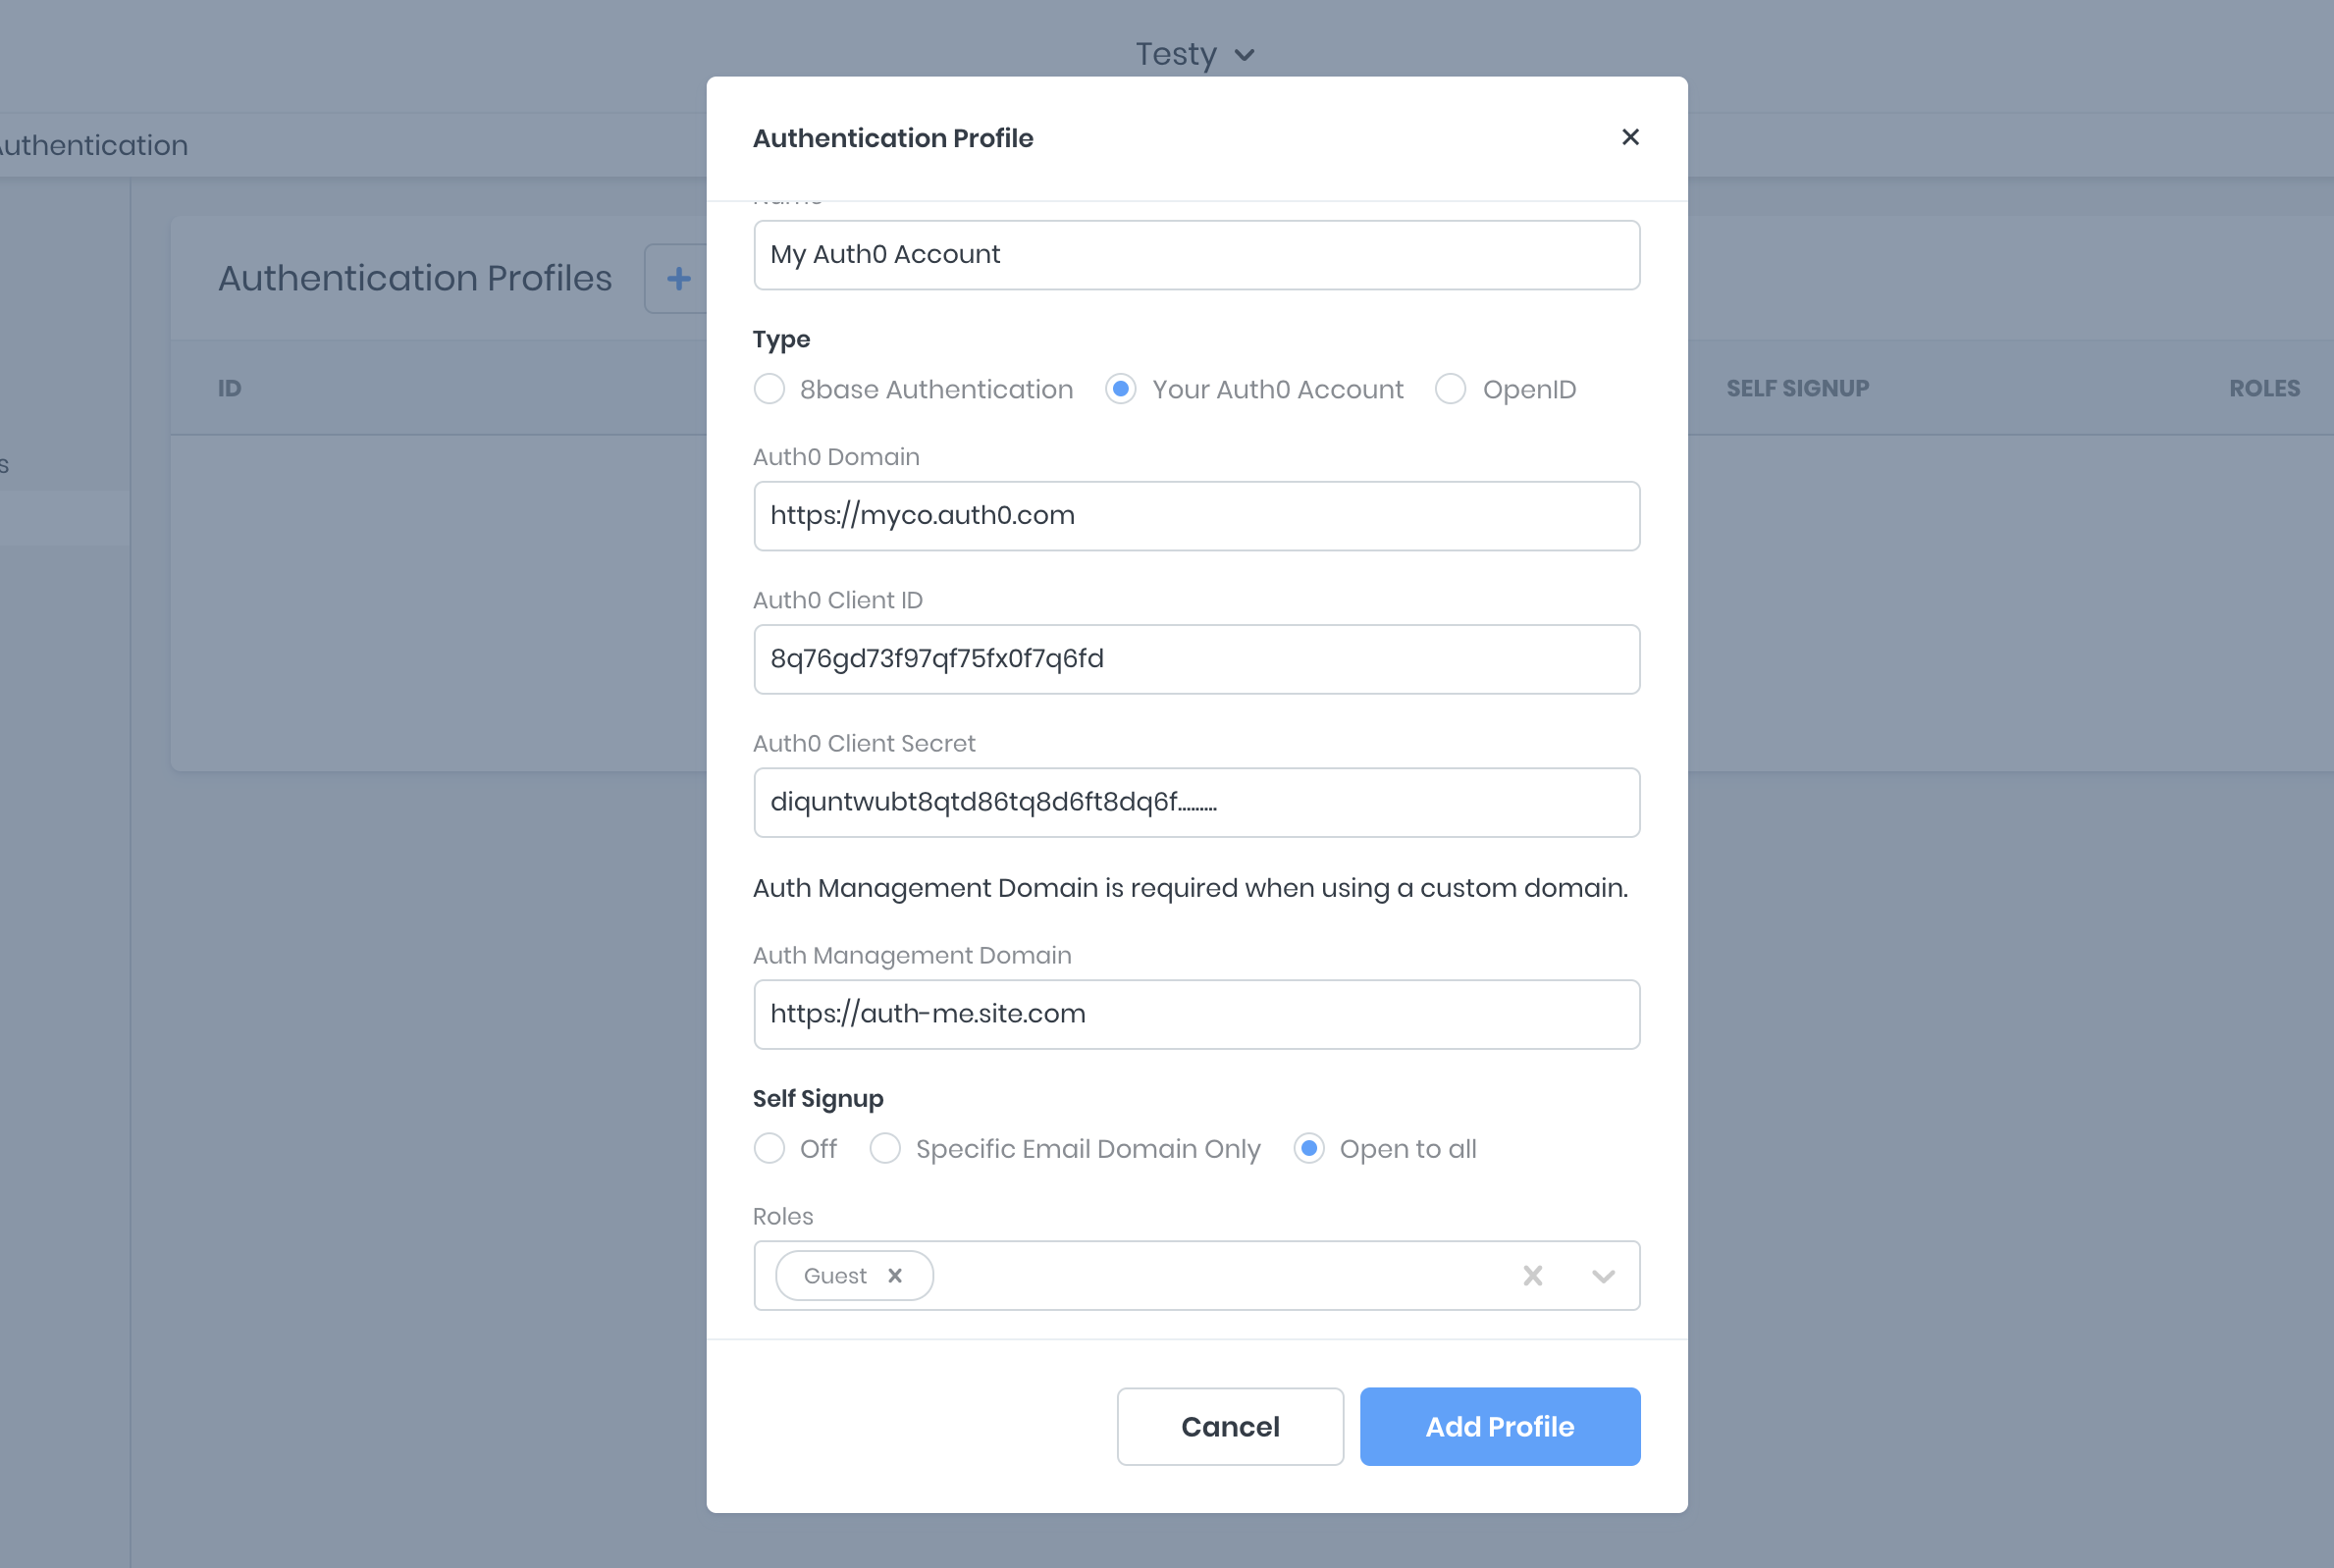 Testy
Authentication
Authentication Profiles
ID
SELF SIGNUP
ROLES
Authentication Profile
My Auth0 Account
Type
8base Authentication
Your Auth0 Account
OpenID
Auth0 Domain
https://myco.auth0.com
Auth0 Client ID
8q76gd73f97qf75fx0f7q6fd
Auth0 Client Secret
diquntwubt8qtd86tq8d6ft8dq6f.........
Auth Management Domain is required when using a custom domain.
Auth Management Domain
https://auth-me.site.com
Self Signup
Off
Specific Email Domain Only
Open to all
Roles
Guest
Cancel
Add Profile